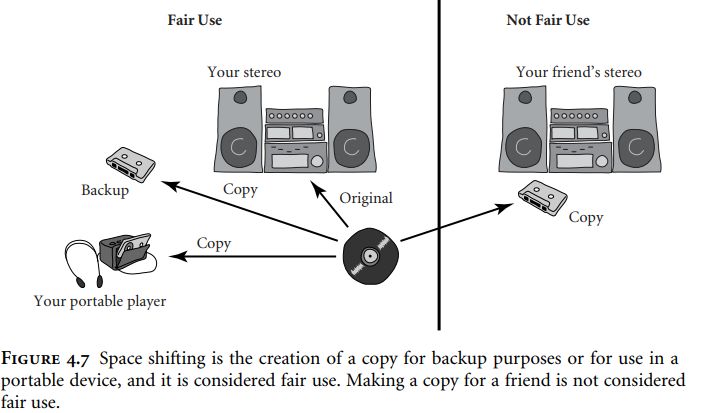 Fair Use
Not Fair Use
Your stereo
Your friend's stereo
Backup
Copy
Original
Copy
Copy
Your portable player
FIGURE 4.7 Space shifting is the creation of a copy for backup purposes or for use in a
portable device, and it is considered fair use. Making a copy for a friend is not considered
fair use.